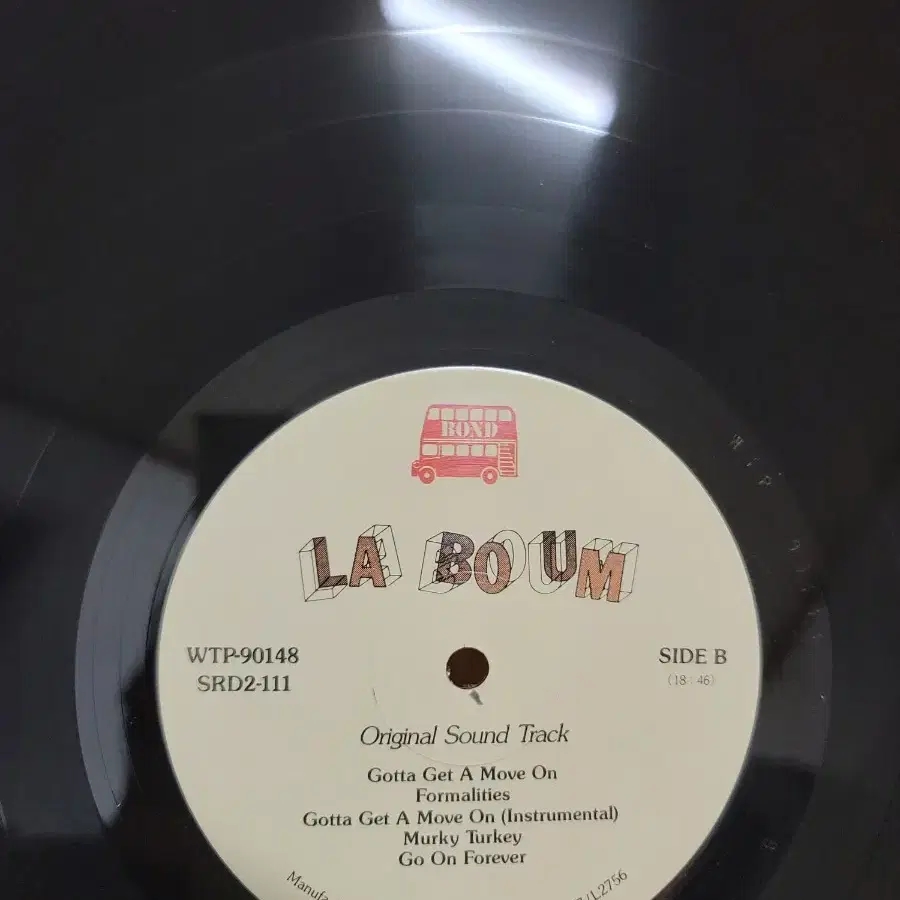 BOND
LA BOUM
WTP-90148
SRD2-111
SIDE B
(18:46)
Original Sound Track
Gotta Get A Move On
Formalities
Gotta Get A Move On (Instrumental)
Murky Turkey
Go On Forever